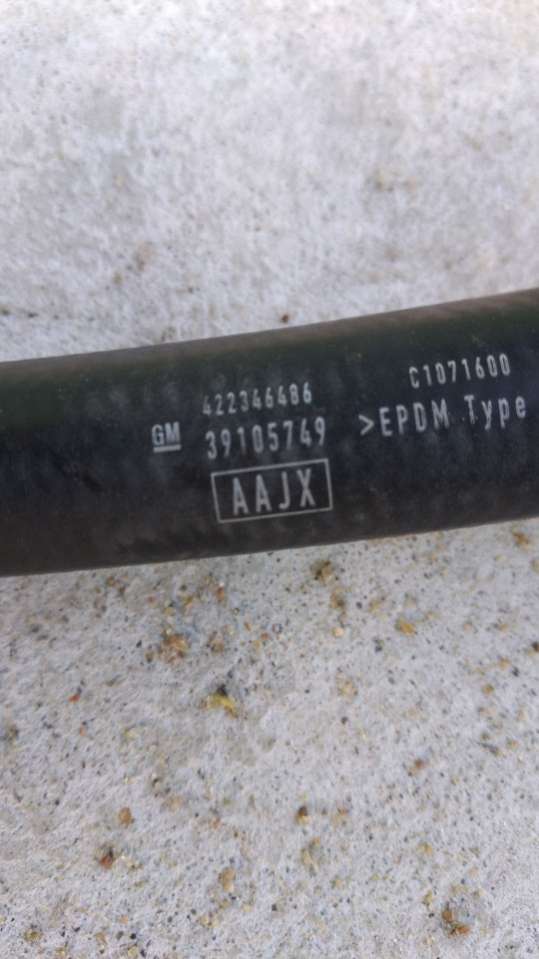 422346486
GM 39105749
AAJX
C1071600
>EPDM Type